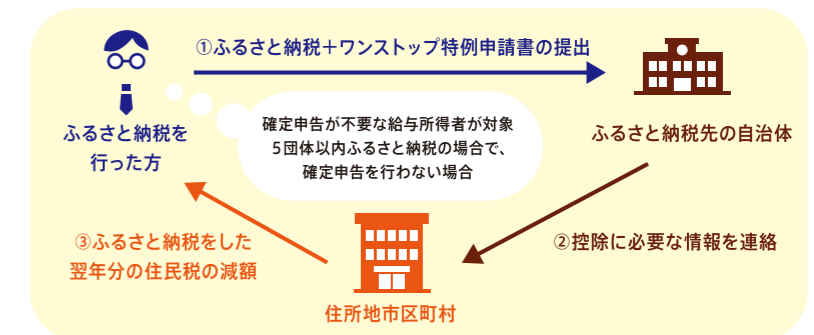 ①ふるさと納税＋ワンストップ特例申請書の提出
ふるさと納税を
行った方
確定申告が不要な給与所得者が対象
5団体以内ふるさと納税の場合で、
確定申告を行わない場合
ふるさと納税先の自治体
②控除に必要な情報を連絡
③ふるさと納税をした
翌年分の住民税の減額
住所地市区町村